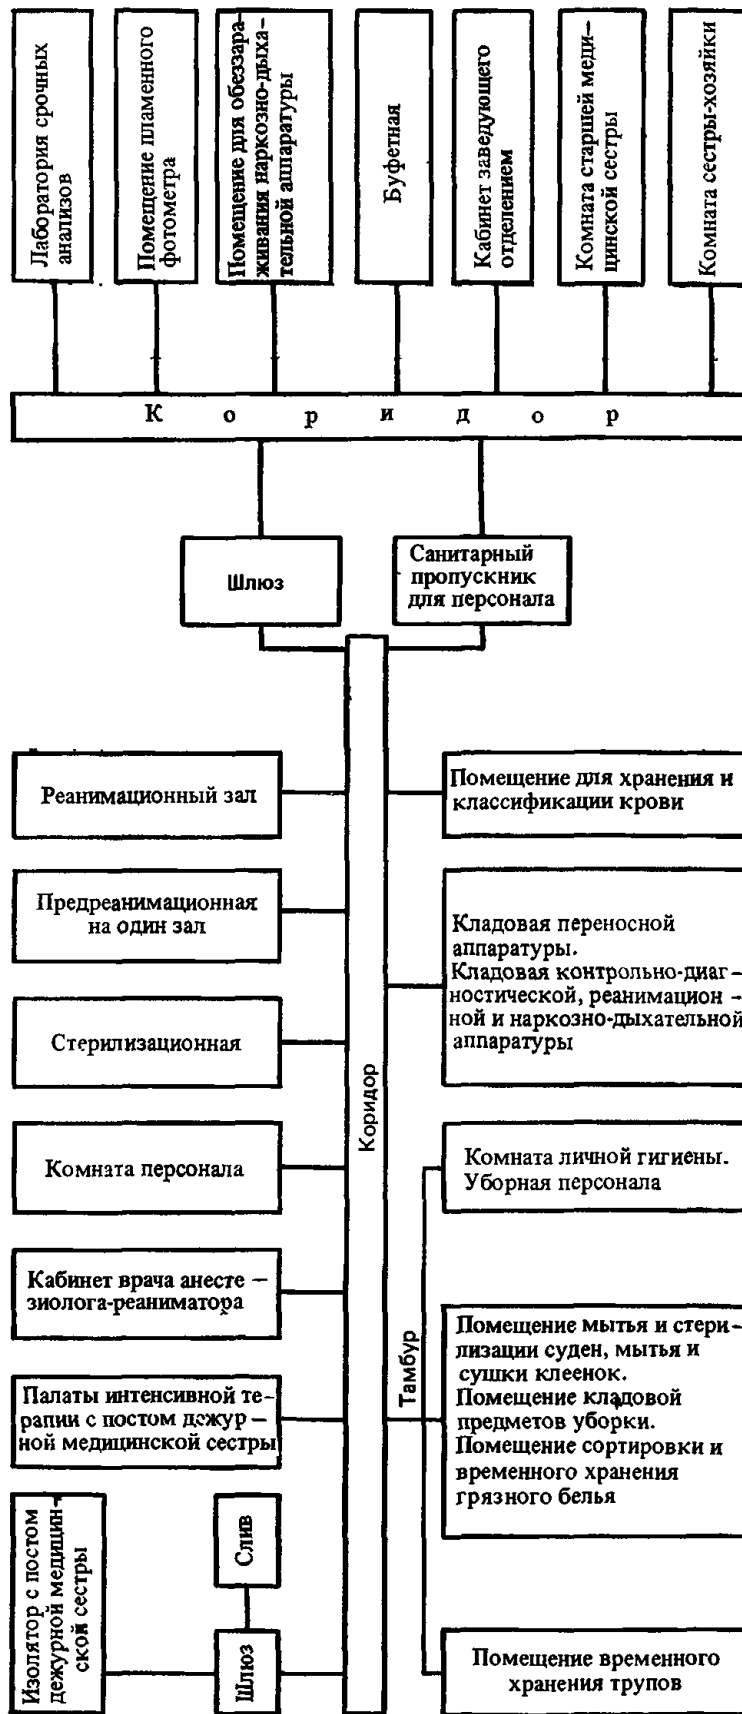 Лаборатория срочных
анализов
Помещение пламенного
фотометра
Помещение для обеззара-
живания наркозно-дыха-
тельной аппаратуры
Буфетная
Кабинет заведующего
отделением
Комната старшей меди-
цинской сестры
Комната сестры-хозяйки
Коридор
Шлюз
Санитарный
пропускник
для персонала
Реанимационный зал
Предреанимационная
на один зал
Стерилизационная
Комната персонала
Кабинет врача анесте-
зиолога-реаниматора
Палаты интенсивной те-
рапии с постом дежур-
ной медицинской сестры
Изолятор с постом
дежурной медицин-
ской сестры
Слив
Шлюз
Коридор
Помещение для хранения и
классификации крови
Кладовая переносной
аппаратуры.
Кладовая контрольно-диаг-
ностической, реанимацион-
ной и наркозно-дыхательной
аппаратуры
Тамбур
Комната личной гигиены.
Уборная персонала
Помещение мытья и стери-
лизации суден, мытья и
сушки клеенок.
Помещение кладовой
предметов уборки.
Помещение сортировки и
временного хранения
грязного белья
Помещение временного
хранения трупов